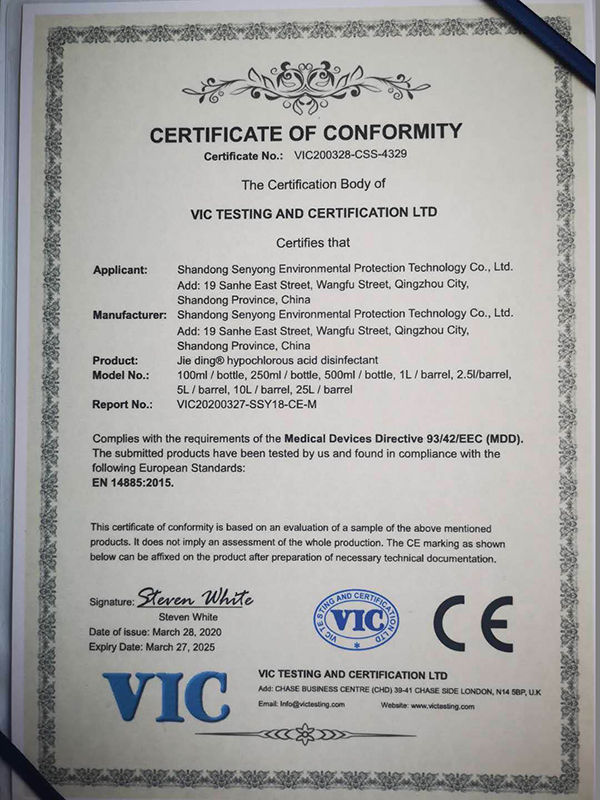 CERTIFICATE OF CONFORMITY
Certificate No.: VIC200328-CSS-4329
The Certification Body of
VIC TESTING AND CERTIFICATION LTD
Certifies that
Applicant: Shandong Senyong Environmental Protection Technology Co., Ltd.
Add: 19 Sanhe East Street, Wangfu Street, Qingzhou City,
Shandong Province, China
Manufacturer: Shandong Senyong Environmental Protection Technology Co., Ltd.
Add: 19 Sanhe East Street, Wangfu Street, Qingzhou City,
Shandong Province, China
Product: Jie ding® hypochlorous acid disinfectant
Model No.: 100ml / bottle, 250ml / bottle, 500ml / bottle, 1L / barrel, 2.5l/barrel,
5L / barrel, 10L / barrel, 25L / barrel
Report No.: VIC20200327-SSY18-CE-M
Complies with the requirements of the Medical Devices Directive 93/42/EEC (MDD).
The submitted products have been tested by us and found in compliance with the
following European Standards:
EN 14885:2015.
This certificate of conformity is based on an evaluation of a sample of the above mentioned
products. It does not imply an assessment of the whole production. The CE marking as shown
below can be affixed on the product after preparation of necessary technical documentation.
Signature: Steven White
Steven White
Date of issue: March 28, 2020
Expiry Date: March 27, 2025
VIC TESTING AND CERTIFICATION LTD
VIC
CE
VIC
VIC TESTING AND CERTIFICATION LTD
Add: CHASE BUSINESS CENTRE (CHD) 39-41 CHASE SIDE LONDON, N14 5BP, U.K
Email: Info@victesting.com Website: www.victesting.com